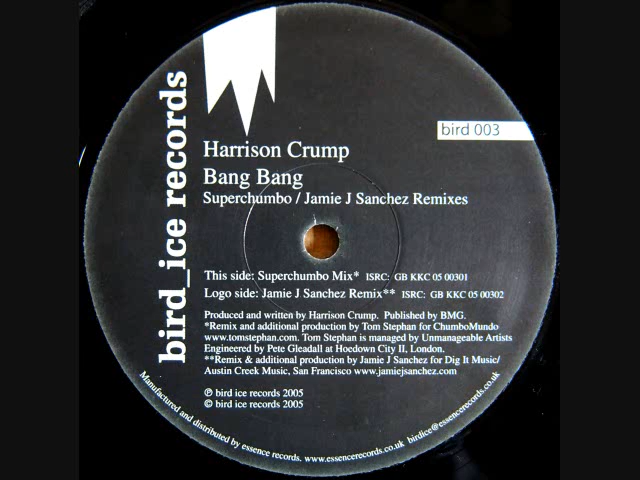 bird_ice records
bird 003
Harrison Crump
Bang Bang
Superchumbo / Jamie J Sanchez Remixes
This side: Superchumbo Mix* ISRC: GB KKC 05 00301
Logo side: Jamie J Sanchez Remix** ISRC: GB KKC 05 00302
Produced and written by Harrison Crump. Published by BMG.
*Remix and additional production by Tom Stephan for ChumboMundo
www.tomstephan.com. Tom Stephan is managed by Unmanageable Artists
Engineered by Pete Gleadall at Hoedown City II, London.
**Remix & additional production by Jamie J Sanchez for Dig It Music/
Austin Creek Music, San Francisco www.jamiejsanchez.com
℗ bird ice records 2005
© bird ice records 2005
Manufactured and distributed by essence records. www.essencerecords.co.uk birdice@essencerecords.co.uk